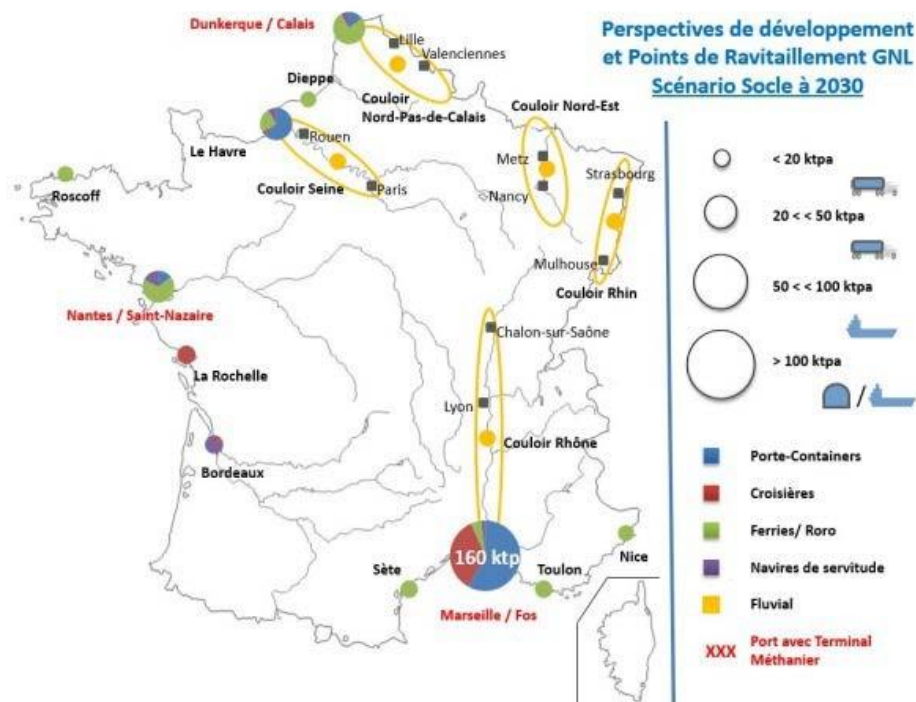 Dunkerque / Calais
Lille
Valenciennes
Dieppe
Couloir
Nord-Pas-de-Calais
Couloir Nord-Est
Le Havre
Rouen
Metz
Strasbourg
Couloir Seine
Paris
Nancy
Roscoff
Mulhouse
Couloir Rhin
Nantes / Saint-Nazaire
Chalon-sur-Saône
La Rochelle
Lyon
Couloir Rhône
Bordeaux
160 ktp
Sète
Toulon
Nice
Marseille / Fos
Perspectives de développement
et Points de Ravitaillement GNL
Scénario Socle à 2030
< 20 ktpa
20 < < 50 ktpa
50 < < 100 ktpa
> 100 ktpa
/
Porte-Containers
Croisières
Ferries/ Roro
Navires de servitude
Fluvial
XXX Port avec Terminal
Méthanier